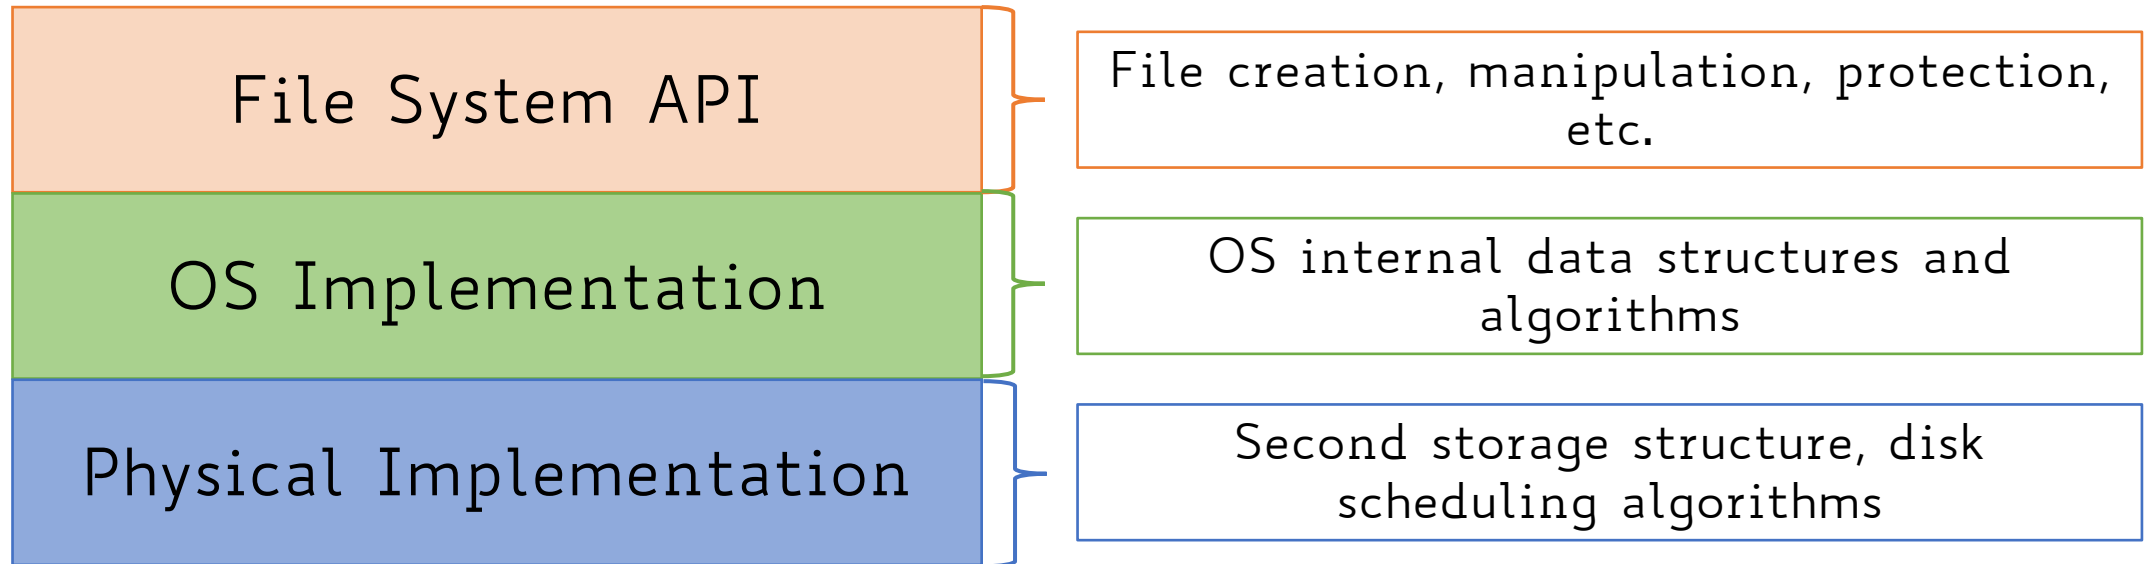 File System API
File creation, manipulation, protection,
etc.
OS Implementation
OS internal data structures and
algorithms
Physical Implementation
Second storage structure, disk
scheduling algorithms